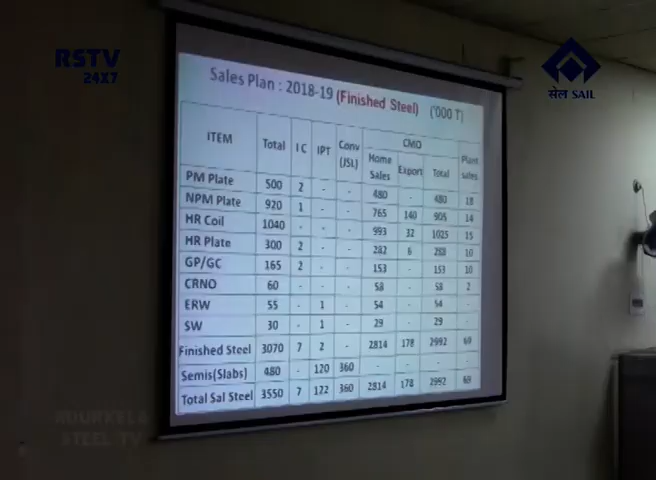 RSTV
24X7
सेल SAIL
Sales Plan : 2018-19 (Finished Steel) ('000 T)
ITEM Total I C IPT Conv (JSL) CMO Plant sales
Home Sales Export Total
PM Plate 500 2 - - 480 - 480 18
NPM Plate 920 1 - - 765 140 905 14
HR Coil 1040 - - - 993 32 1025 15
HR Plate 300 2 - - 282 6 288 10
GP/GC 165 2 - - 153 - 153 10
CRNO 60 - - - 58 - 58 2
ERW 55 - 1 - 54 - 54 -
SW 30 - 1 - 29 - 29
Finished Steel 3070 7 2 - 2814 178 2992 69
Semis(Slabs) 480 - 120 360 - - - -
Total Sal Steel 3550 7 122 360 2814 178 2992 69
ROURKELA
STEEL TV